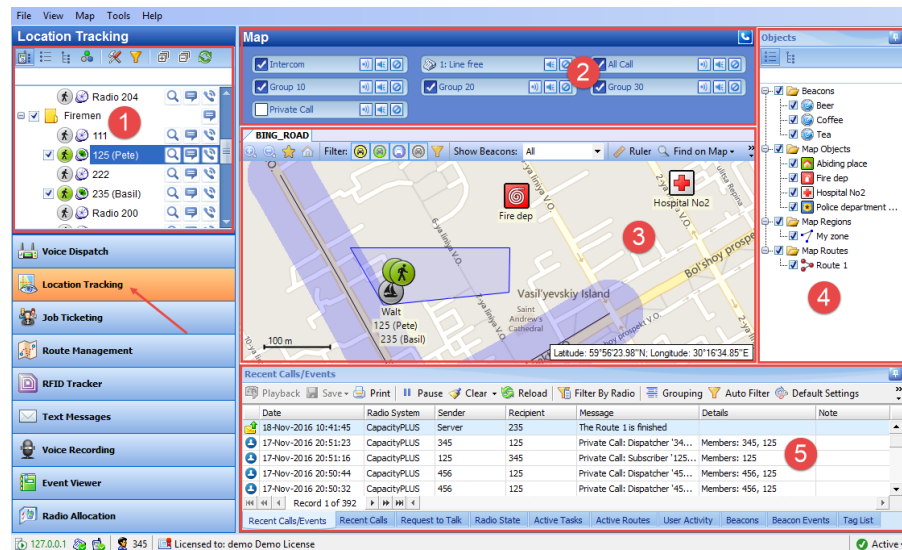 File View Map Tools Help
Location Tracking
Radio 204
Firemen
1
111
125 (Pete)
222
235 (Basil)
Radio 200
Voice Dispatch
Location Tracking
Job Ticketing
Route Management
RFID Tracker
Text Messages
Voice Recording
Event Viewer
Radio Allocation
Map
Intercom
1: Line free
All Call
2
Group 10
Group 20
Group 30
Private Call
BING_ROAD
Filter: Show Beacons: All Ruler Find on Map
Fire dep
Hospital No2
3
6-ya liniya V.O.
Bol'shoy prospekt
Vasil'yevskiy Island
Saint
Andrew's
Cathedral
Walt
125 (Pete)
235 (Basil)
100 m
Latitude: 59°56'23.98"N; Longitude: 30°16'34.85"E
Objects
Beacons
Beer
Coffee
Tea
Map Objects
Abiding place
Fire dep
Hospital No2
Police department ...
Map Regions
My zone
Map Routes
Route 1
4
Recent Calls/Events
Playback Save Print Pause Clear Reload Filter By Radio Grouping Auto Filter Default Settings
Date Radio System Sender Recipient Message Details Note
18-Nov-2016 10:41:45 CapacityPLUS Server 235 The Route 1 is finished
17-Nov-2016 20:51:23 CapacityPLUS 345 125 Private Call: Dispatcher '34... Members: 345, 125
17-Nov-2016 20:51:16 CapacityPLUS 125 345 Private Call: Subscriber '125... Members: 125
17-Nov-2016 20:50:44 CapacityPLUS 456 125 Private Call: Dispatcher '45... Members: 456, 125
17-Nov-2016 20:50:32 CapacityPLUS 456 125 Private Call: Dispatcher '45... Members: 456, 125
5
Record 1 of 392
Recent Calls/Events Recent Calls Request to Talk Radio State Active Tasks Active Routes User Activity Beacons Beacon Events Tag List
127.0.0.1 345 Licensed to: demo Demo License Active